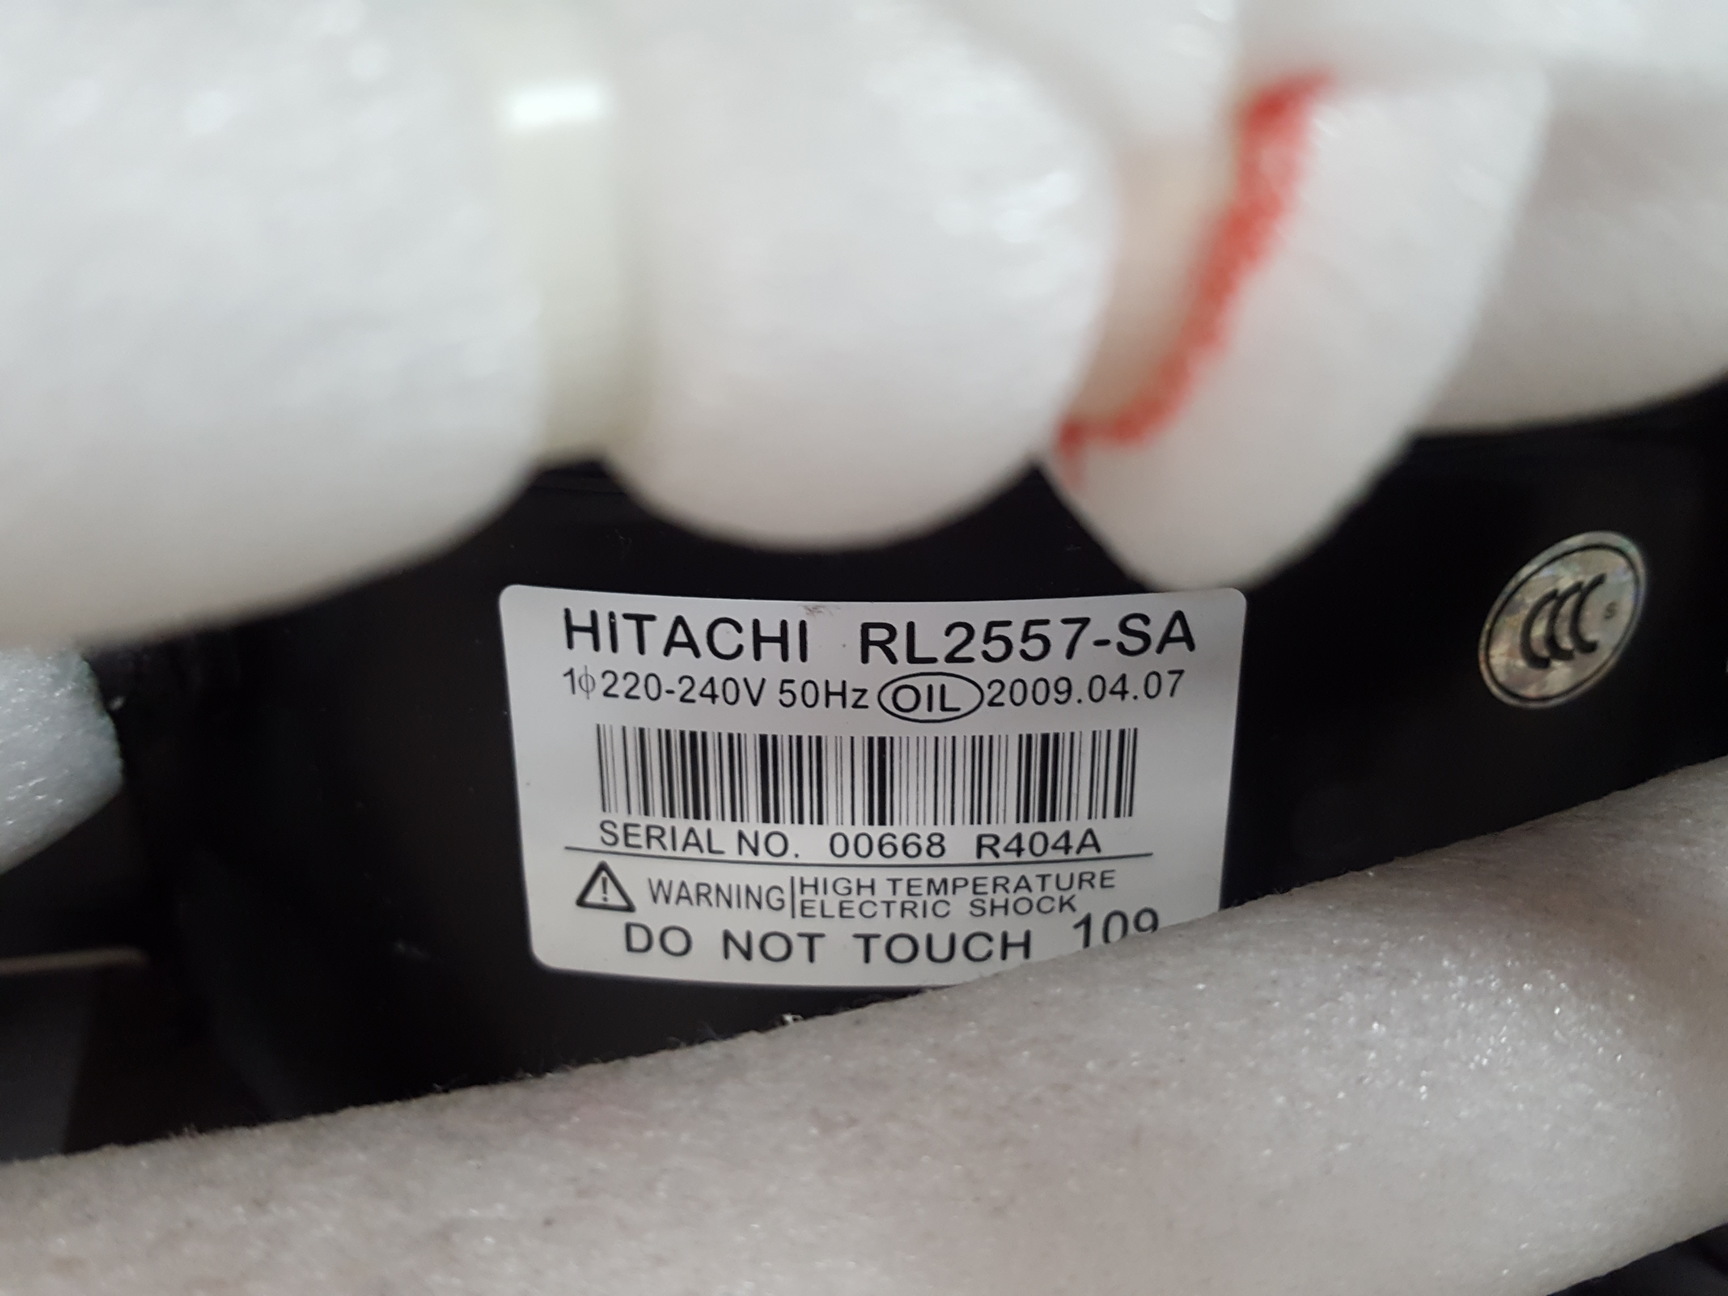 HITACHI RL2557-SA
1ϕ220-240V 50Hz OIL 2009.04.07
SERIAL NO. 00668 R404A
WARNING HIGH TEMPERATURE
ELECTRIC SHOCK
DO NOT TOUCH 109
CCC S